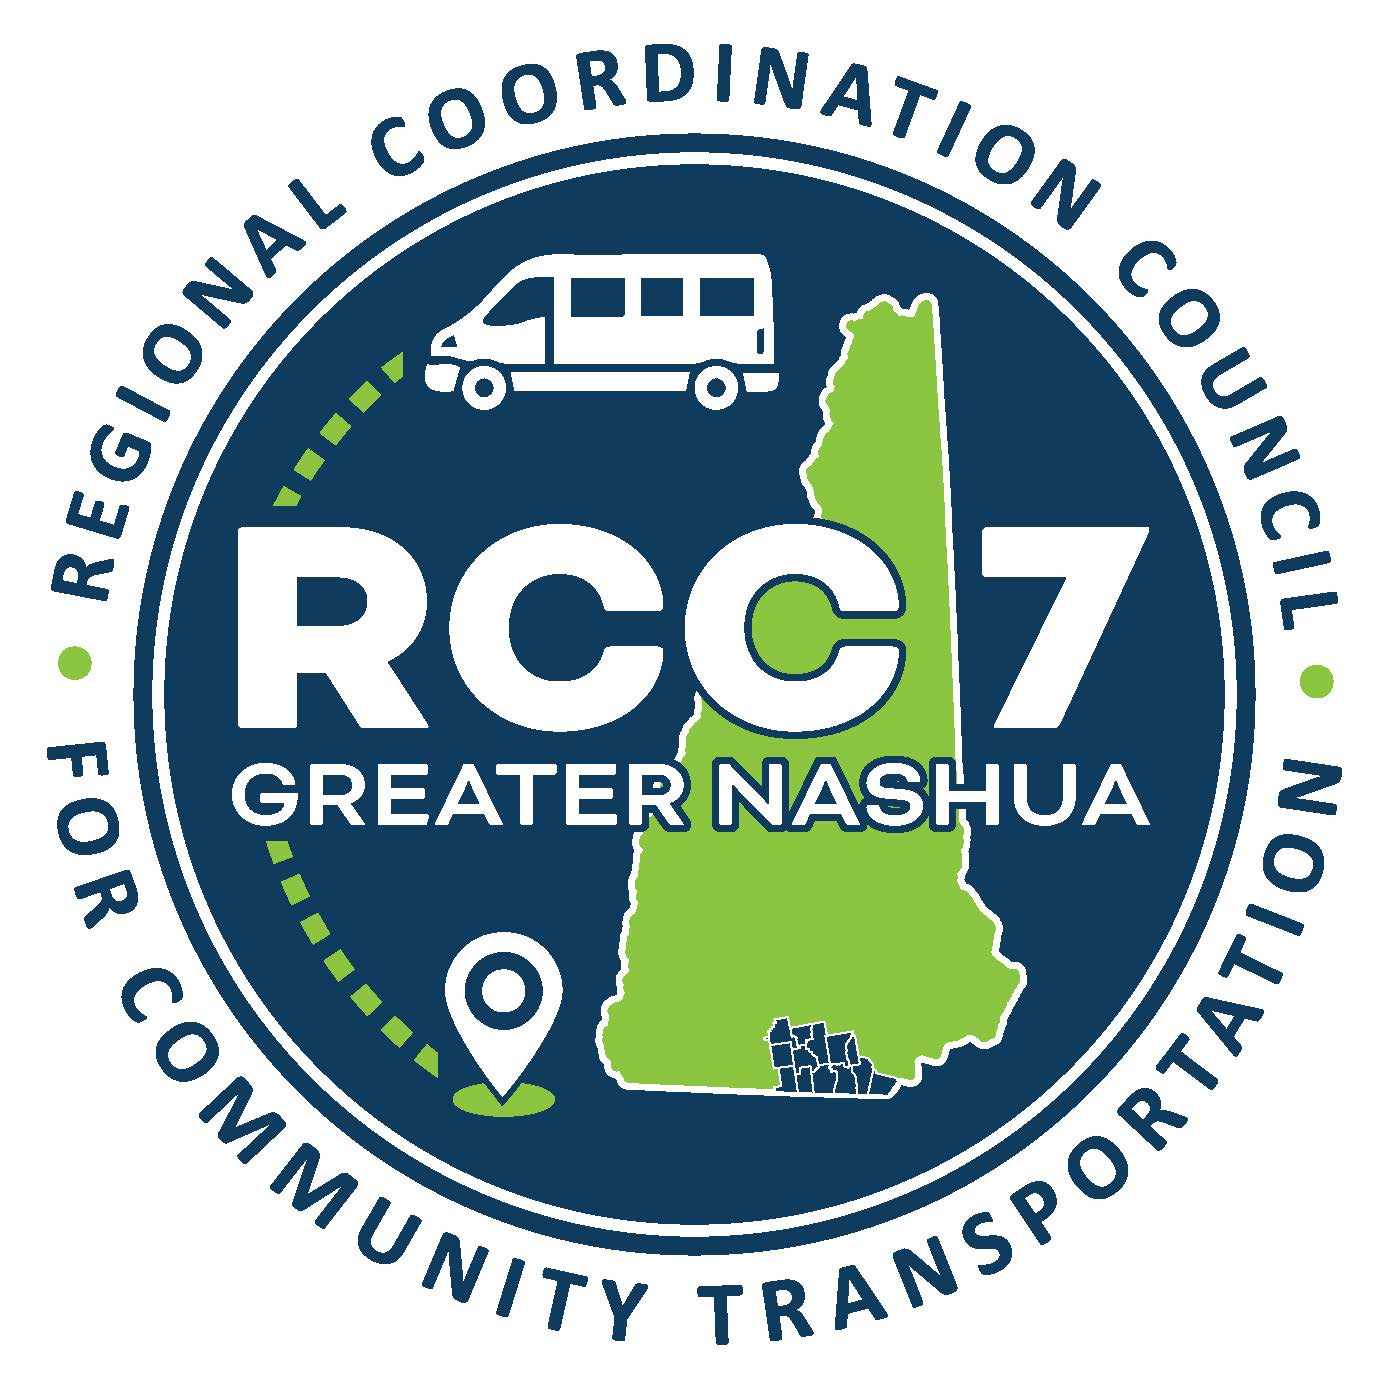 REGIONAL COORDINATION COUNCIL
RCC 7
GREATER NASHUA
FOR COMMUNITY TRANSPORTATION